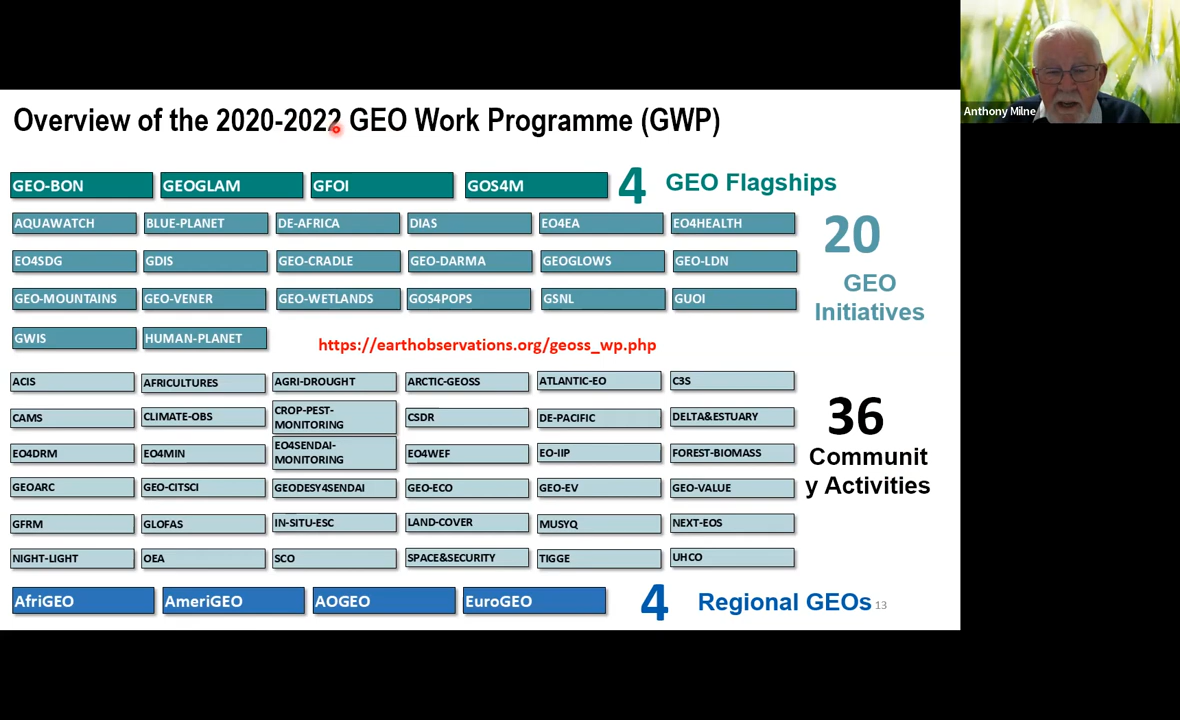 Anthony Milne
Overview of the 2020-2022 GEO Work Programme (GWP)
GEO-BON GEOGLAM GFOI GOS4M 4 GEO Flagships
AQUAWATCH BLUE-PLANET DE-AFRICA DIAS EO4EA EO4HEALTH
20
EO4SDG GDIS GEO-CRADLE GEO-DARMA GEOGLOWS GEO-LDN
GEO
Initiatives
GEO-MOUNTAINS GEO-VENER GEO-WETLANDS GOS4POPS GSNL GUOI
GWIS HUMAN-PLANET
https://earthobservations.org/geoss_wp.php
ACIS AFRICULTURES AGRI-DROUGHT ARCTIC-GEOSS ATLANTIC-EO C3S
CAMS CLIMATE-OBS CROP-PEST-
MONITORING CSDR DE-PACIFIC DELTA&ESTUARY
36
Communit
y Activities
EO4DRM EO4MIN EO4SENDAI-
MONITORING EO4WEF EO-IIP FOREST-BIOMASS
GEOARC GEO-CITSCI GEODESY4SENDAI GEO-ECO GEO-EV GEO-VALUE
GFRM GLOFAS IN-SITU-ESC LAND-COVER MUSYQ NEXT-EOS
NIGHT-LIGHT OEA SCO SPACE&SECURITY TIGGE UHCO
AfriGEO AmeriGEO AOGEO EuroGEO 4 Regional GEOs 13